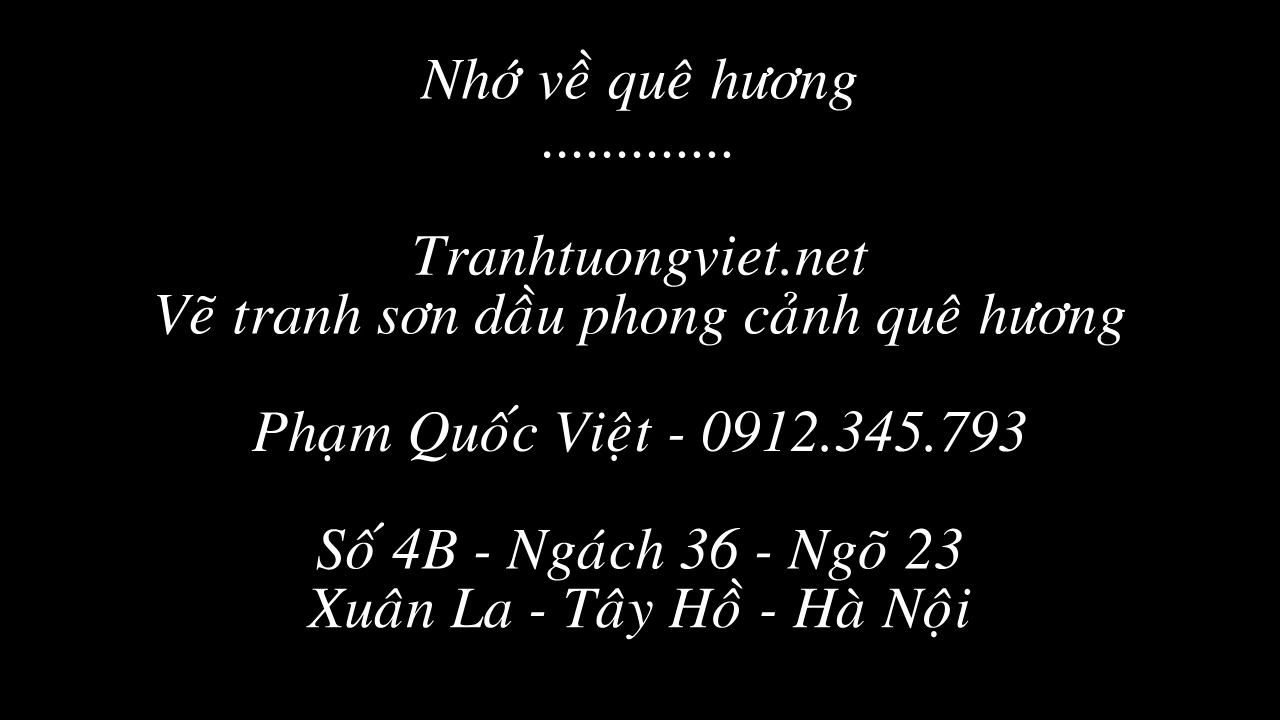 Nhớ về quê hương
.............
Tranhtuongviet.net
Vẽ tranh sơn dầu phong cảnh quê hương
Phạm Quốc Việt - 0912.345.793
Số 4B - Ngách 36 - Ngõ 23
Xuân La - Tây Hồ - Hà Nội